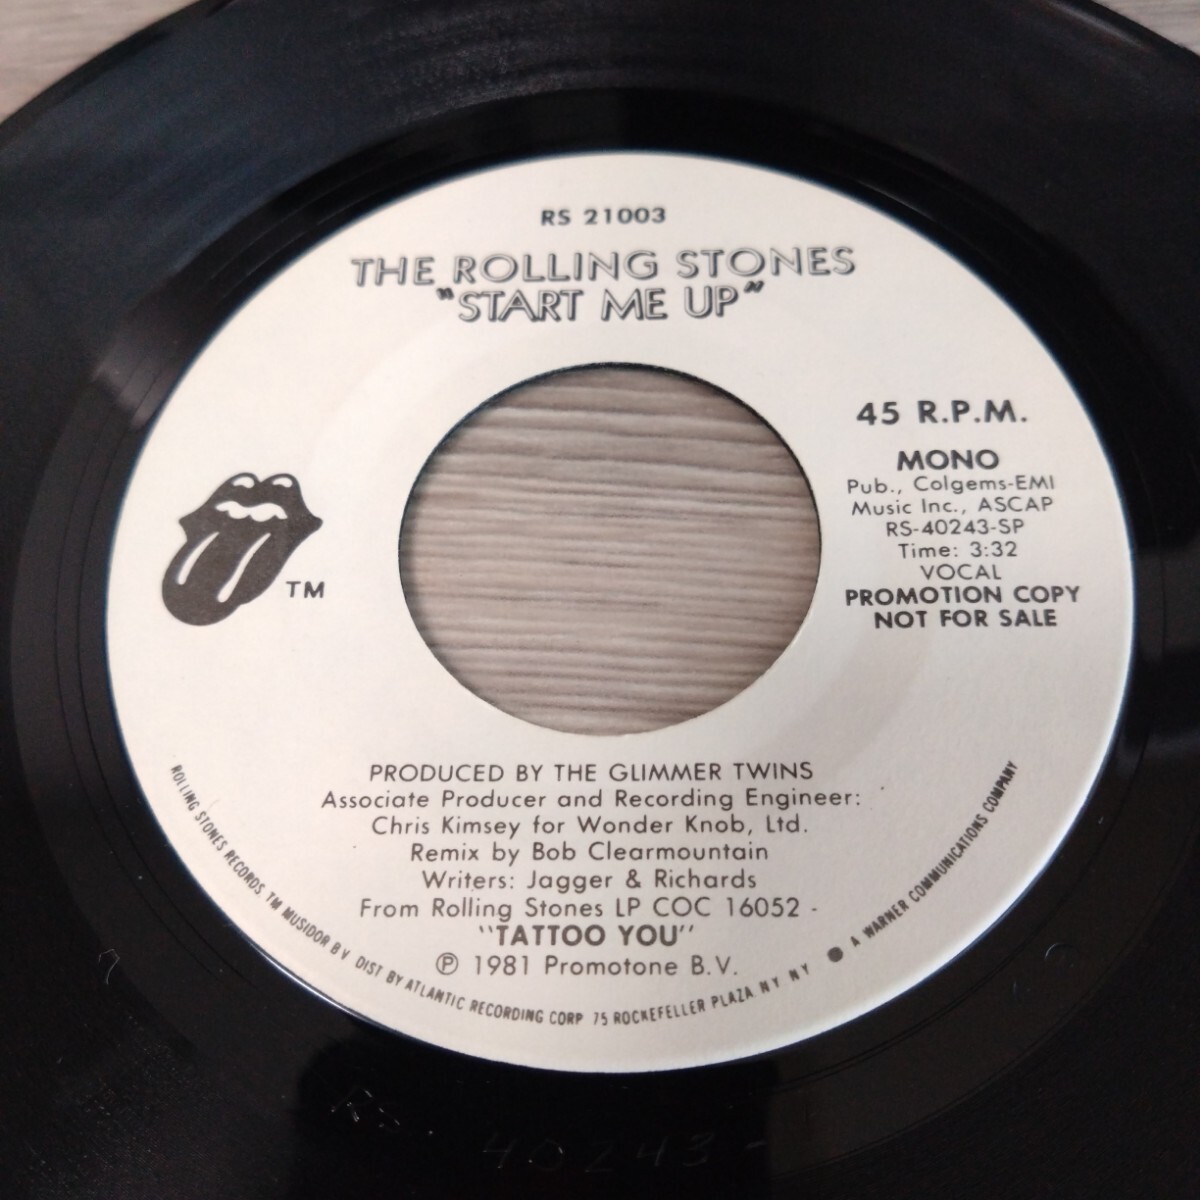 RS 21003
THE ROLLING STONES
"START ME UP"
45 R.P.M.
MONO
Pub., Colgems-EMI
Music Inc., ASCAP
RS-40243-SP
Time: 3:32
VOCAL
PROMOTION COPY
NOT FOR SALE
TM
PRODUCED BY THE GLIMMER TWINS
Associate Producer and Recording Engineer:
Chris Kimsey for Wonder Knob, Ltd.
Remix by Bob Clearmountain
Writers: Jagger & Richards
From Rolling Stones LP COC 16052 -
"TATTOO YOU"
℗ 1981 Promotone B.V.
ROLLING STONES RECORDS, TM MUSIDOR B V DIST BY ATLANTIC RECORDING CORP 75 ROCKEFELLER PLAZA NY NY ● A WARNER COMMUNICATIONS COMPANY
40243-